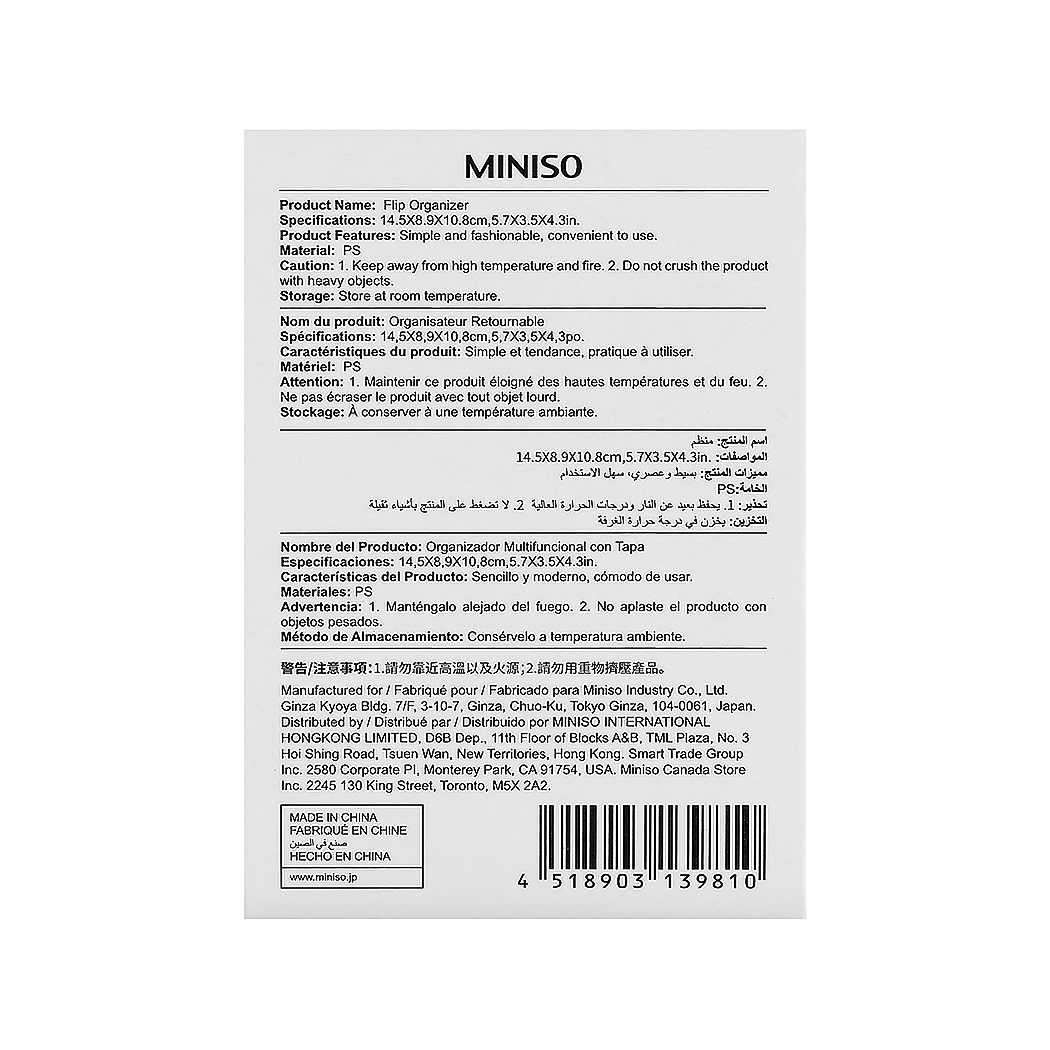 MINISO
Product Name: Flip Organizer
Specifications: 14.5X8.9X10.8cm,5.7X3.5X4.3in.
Product Features: Simple and fashionable, convenient to use.
Material: PS
Caution: 1. Keep away from high temperature and fire. 2. Do not crush the product
with heavy objects.
Storage: Store at room temperature.
Nom du produit: Organisateur Retournable
Spécifications: 14,5X8,9X10,8cm,5,7X3,5X4,3po.
Caractéristiques du produit: Simple et tendance, pratique à utiliser.
Matériel: PS
Attention: 1. Maintenir ce produit éloigné des hautes températures et du feu. 2.
Ne pas écraser le produit avec tout objet lourd.
Stockage: À conserver à une température ambiante.
اسم المنتج: منظم
المواصفات: .14.5X8.9X10.8cm,5.7X3.5X4.3in
مميزات المنتج: بسيط وعصري، سهل الاستخدام
الخامة:PS
تحذير: 1. يحفظ بعيد عن النار ودرجات الحرارة العالية 2. لا تضغط على المنتج بأشياء ثقيلة
التخزين: يخزن في درجة حرارة الغرفة
Nombre del Producto: Organizador Multifuncional con Tapa
Especificaciones: 14,5X8,9X10,8cm,5.7X3.5X4.3in.
Características del Producto: Sencillo y moderno, cómodo de usar.
Materiales: PS
Advertencia: 1. Manténgalo alejado del fuego. 2. No aplaste el producto con
objetos pesados.
Método de Almacenamiento: Consérvelo a temperatura ambiente.
警告/注意事項:1.請勿靠近高溫以及火源;2.請勿用重物擠壓產品。
Manufactured for / Fabriqué pour / Fabricado para Miniso Industry Co., Ltd.
Ginza Kyoya Bldg. 7/F, 3-10-7, Ginza, Chuo-Ku, Tokyo Ginza, 104-0061, Japan.
Distributed by / Distribué par / Distribuido por MINISO INTERNATIONAL
HONGKONG LIMITED, D6B Dep., 11th Floor of Blocks A&B, TML Plaza, No. 3
Hoi Shing Road, Tsuen Wan, New Territories, Hong Kong. Smart Trade Group
Inc. 2580 Corporate Pl, Monterey Park, CA 91754, USA. Miniso Canada Store
Inc. 2245 130 King Street, Toronto, M5X 2A2.
MADE IN CHINA
FABRIQUÉ EN CHINE
صنع في الصين
HECHO EN CHINA
www.miniso.jp
4 518903 139810